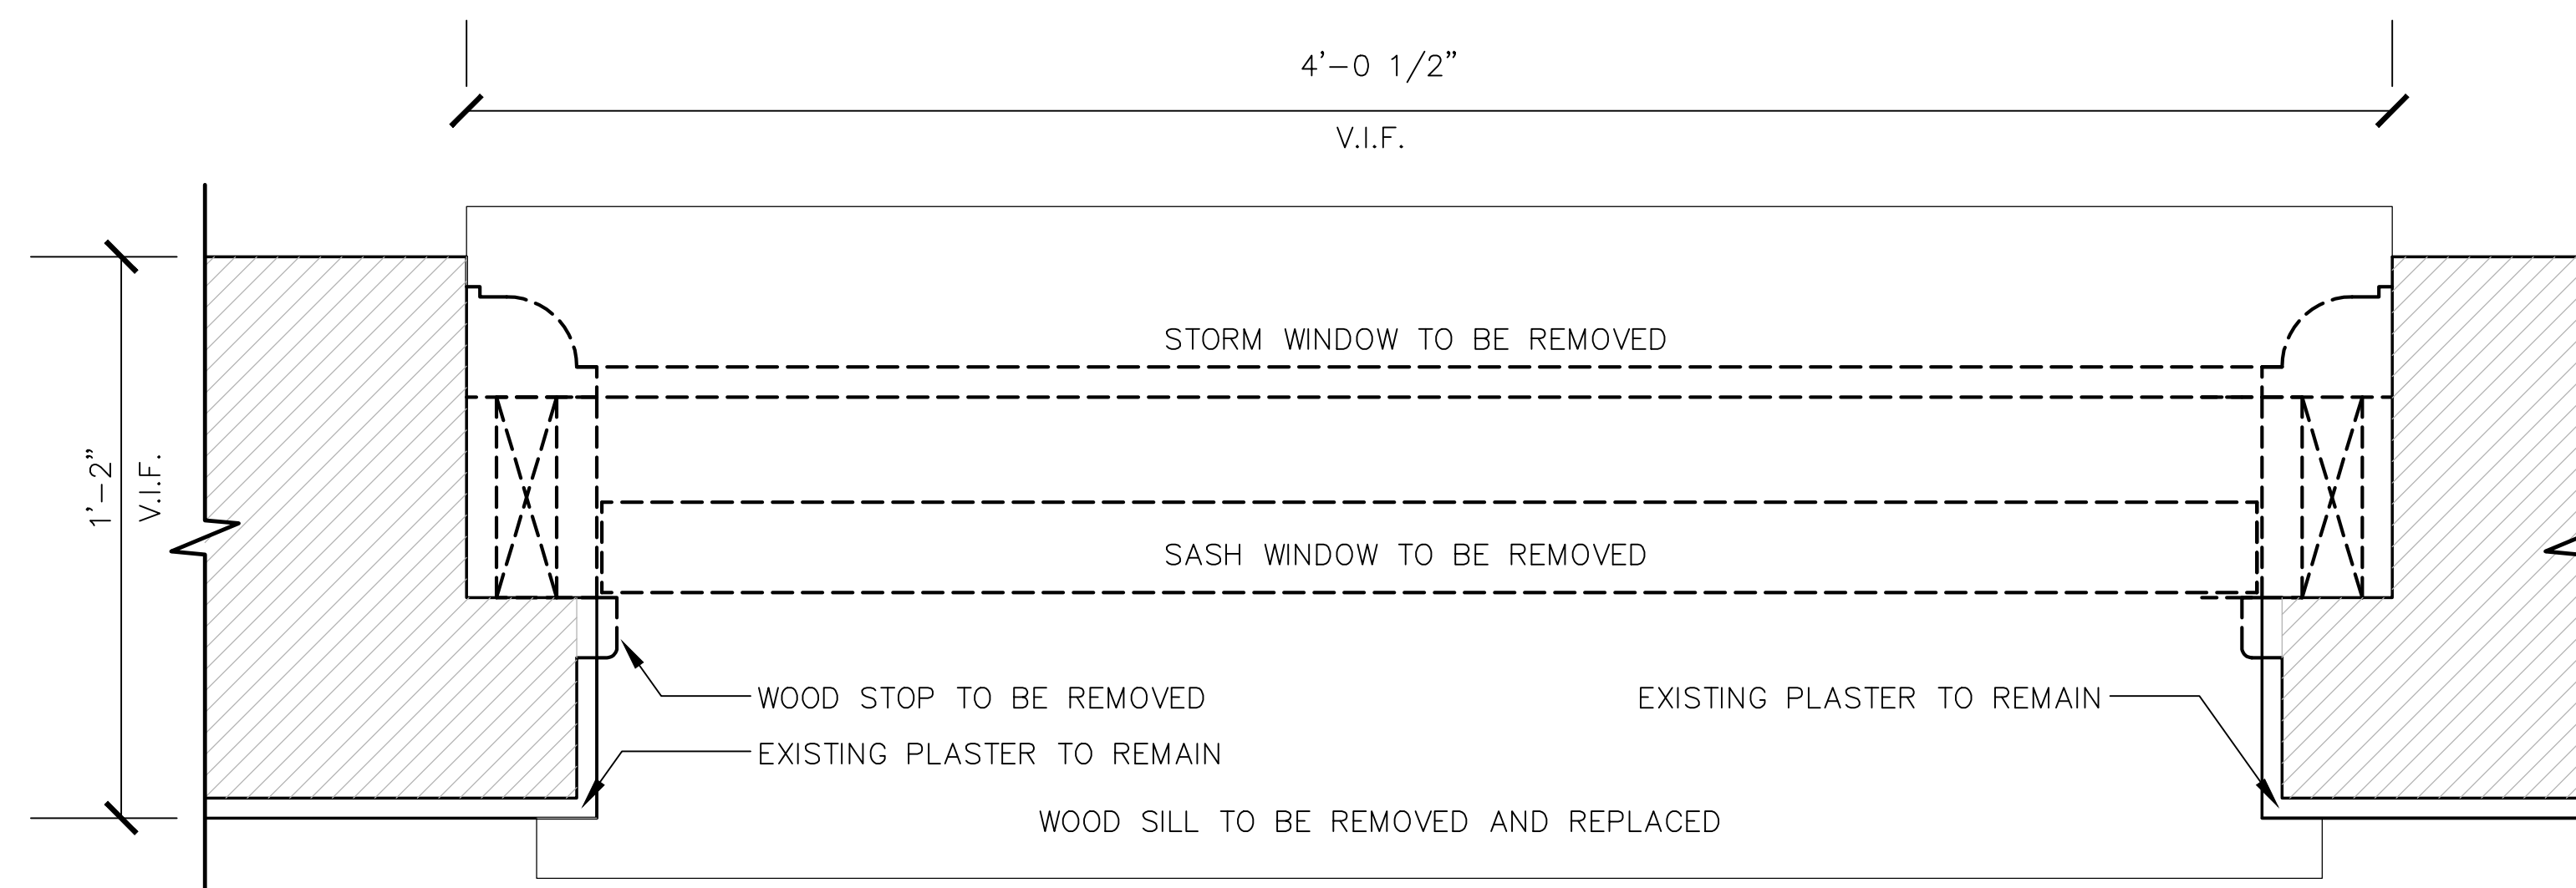 4'-0 1/2"
V.I.F.
STORM WINDOW TO BE REMOVED
1'-2"
V.I.F.
SASH WINDOW TO BE REMOVED
WOOD STOP TO BE REMOVED
EXISTING PLASTER TO REMAIN
EXISTING PLASTER TO REMAIN
WOOD SILL TO BE REMOVED AND REPLACED